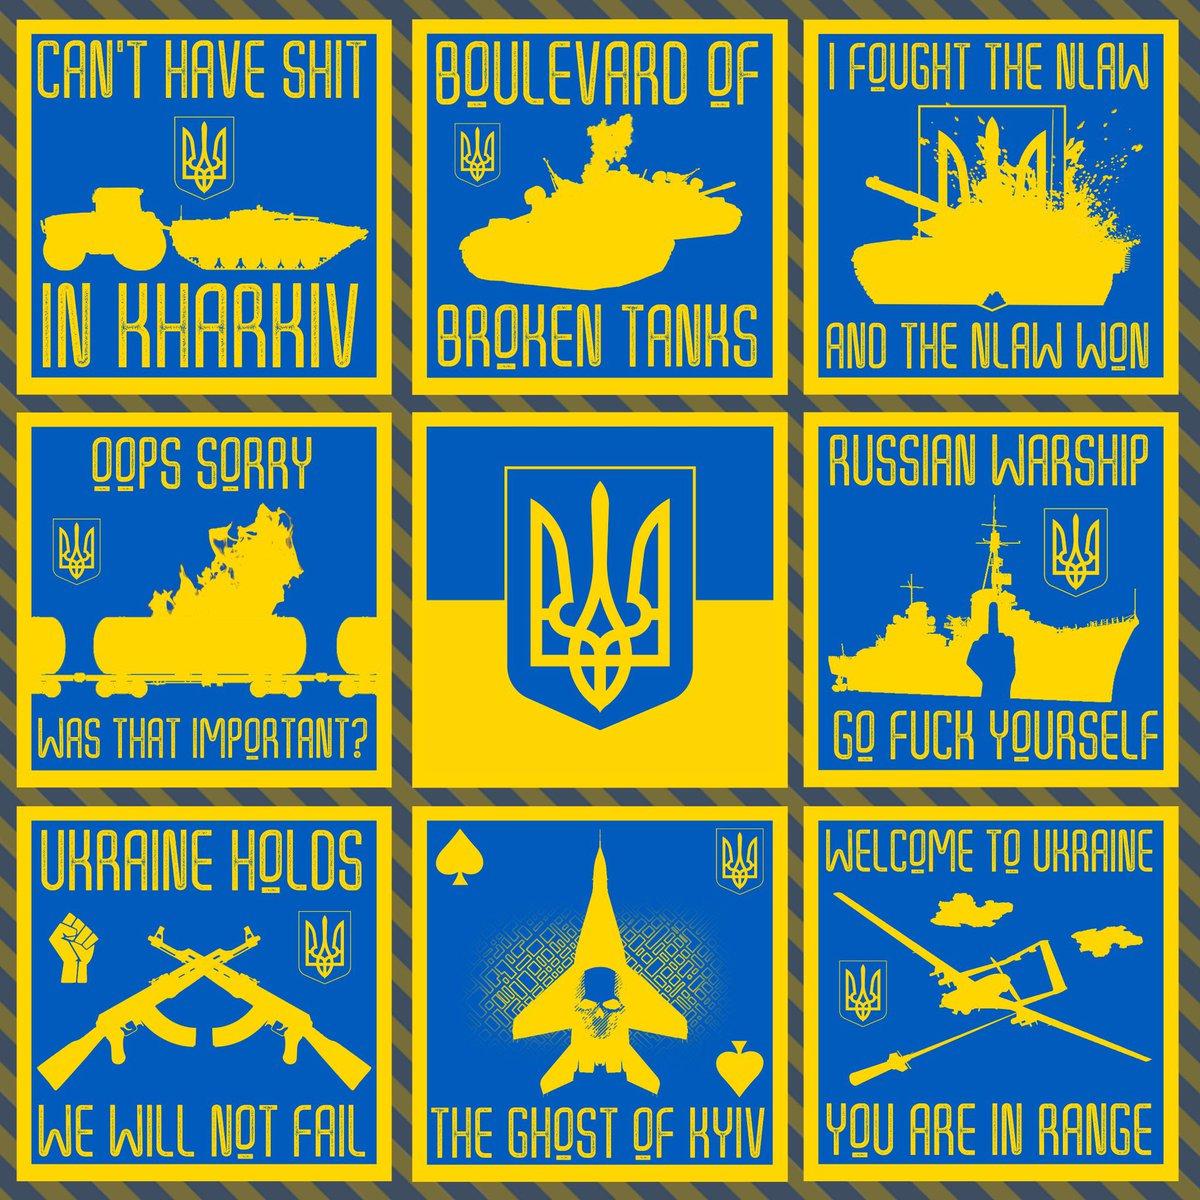 CAN'T HAVE SHIT
IN KHARKIV
BOULEVARD OF
BROKEN TANKS
I FOUGHT THE NLAW
AND THE NLAW WON
OOPS SORRY
WAS THAT IMPORTANT?
RUSSIAN WARSHIP
GO FUCK YOURSELF
UKRAINE HOLDS
WE WILL NOT FAIL
THE GHOST OF KYIV
WELCOME TO UKRAINE
YOU ARE IN RANGE